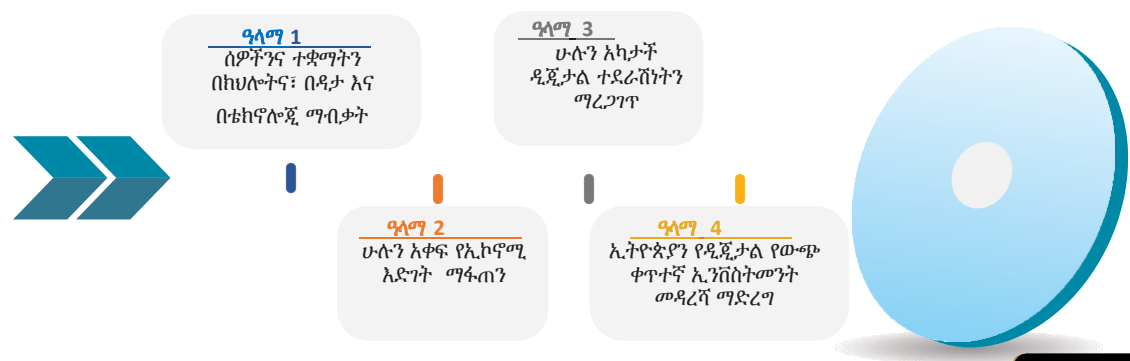 ዓላማ 1
ሰዎችንና ተቋማትን
በክህሎትና፣ በዳታ እና
በቴክኖሎጂ ማብቃት
ዓላማ 2
ሁሉን አቀፍ የኢኮኖሚ
እድገት ማፋጠን
ዓላማ 3
ሁሉን አካታች
ዲጂታል ተደራሽነትን
ማረጋገጥ
ዓላማ 4
ኢትዮጵያን የዲጂታል የውጭ
ቀጥተኛ ኢንቨስትመንት
መዳረሻ ማድረግ